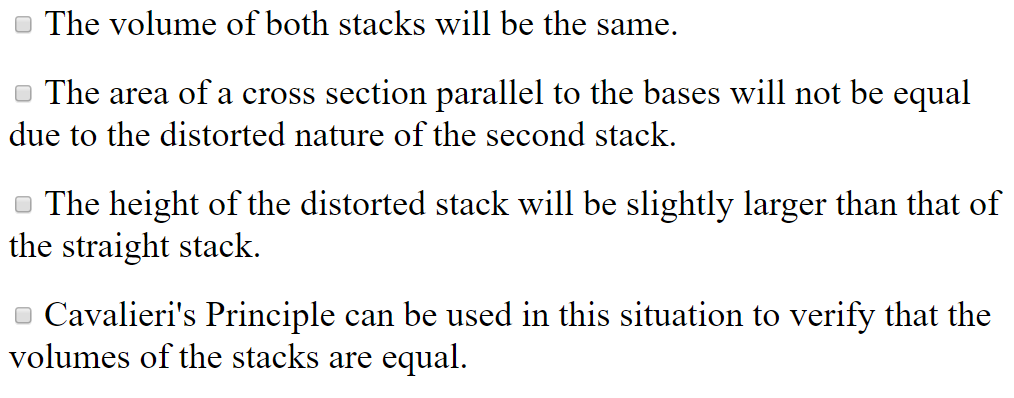 The volume of both stacks will be the same.
The area of a cross section parallel to the bases will not be equal
due to the distorted nature of the second stack.
The height of the distorted stack will be slightly larger than that of
the straight stack.
Cavalieri's Principle can be used in this situation to verify that the
volumes of the stacks are equal.